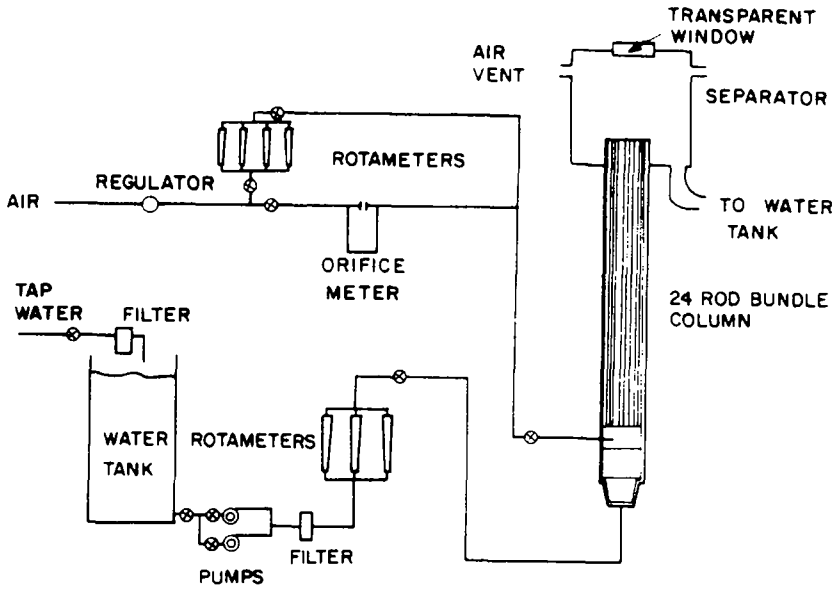 TRANSPARENT
WINDOW
AIR
VENT
SEPARATOR
ROTAMETERS
REGULATOR
AIR
TO WATER
TANK
ORIFICE
METER
TAP
WATER
FILTER
24 ROD BUNDLE
COLUMN
WATER
TANK
ROTAMETERS
FILTER
PUMPS